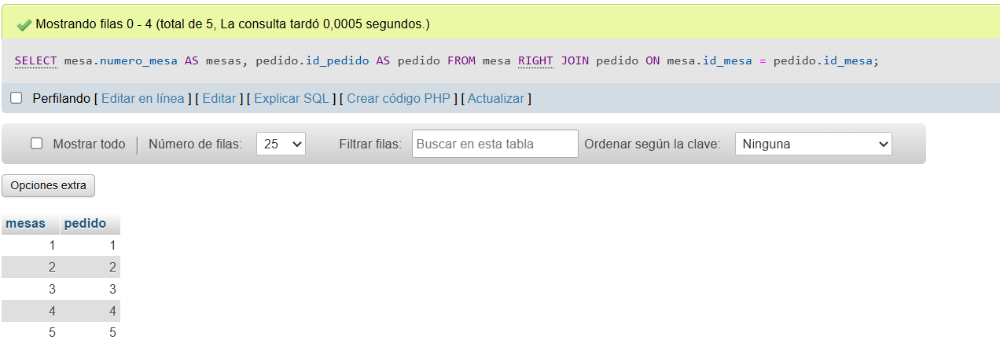 Mostrando filas 0 - 4 (total de 5, La consulta tardó 0,0005 segundos.)
SELECT mesa.numero_mesa AS mesas, pedido.id_pedido AS pedido FROM mesa RIGHT JOIN pedido ON mesa.id_mesa = pedido.id_mesa;
Perfilando [ Editar en línea ] [ Editar ] [ Explicar SQL ] [ Crear código PHP ] [ Actualizar ]
Mostrar todo | Número de filas: 25 Filtrar filas: Buscar en esta tabla Ordenar según la clave: Ninguna
Opciones extra
mesas pedido
1 1
2 2
3 3
4 4
5 5